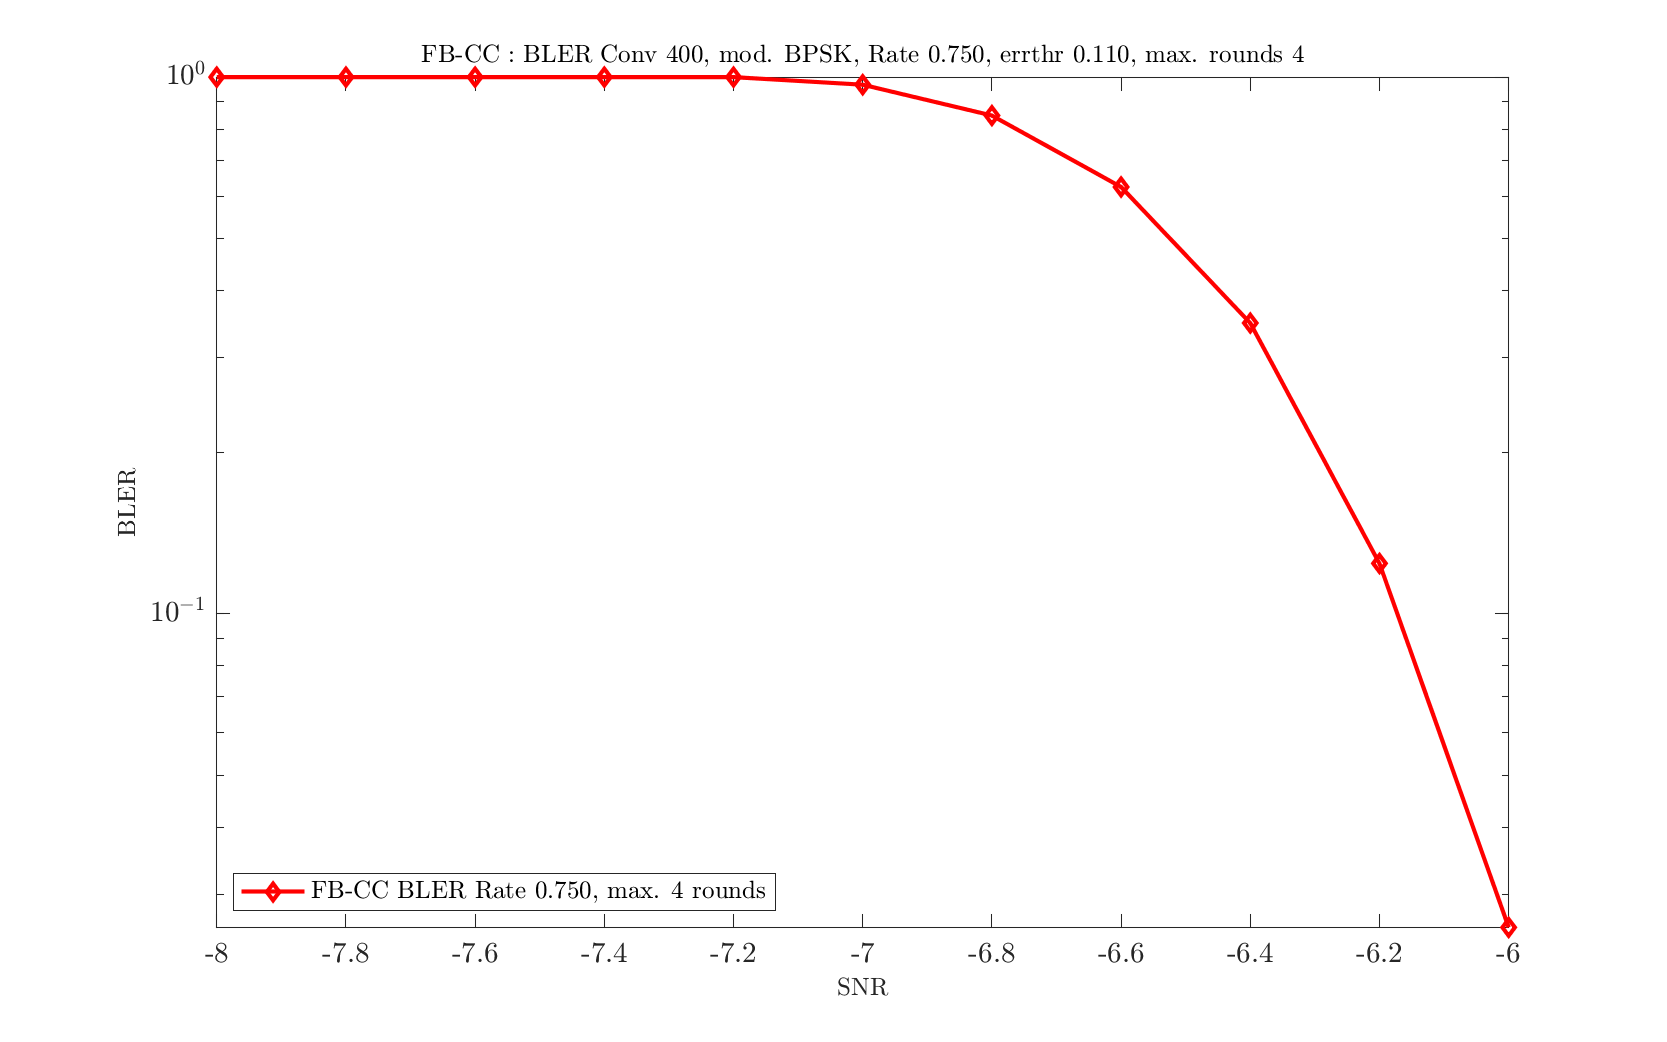 FB-CC : BLER Conv 400, mod. BPSK, Rate 0.750, errthr 0.110, max. rounds 4
10⁰
BLER
10⁻¹
FB-CC BLER Rate 0.750, max. 4 rounds
-8 -7.8 -7.6 -7.4 -7.2 -7 -6.8 -6.6 -6.4 -6.2 -6
SNR